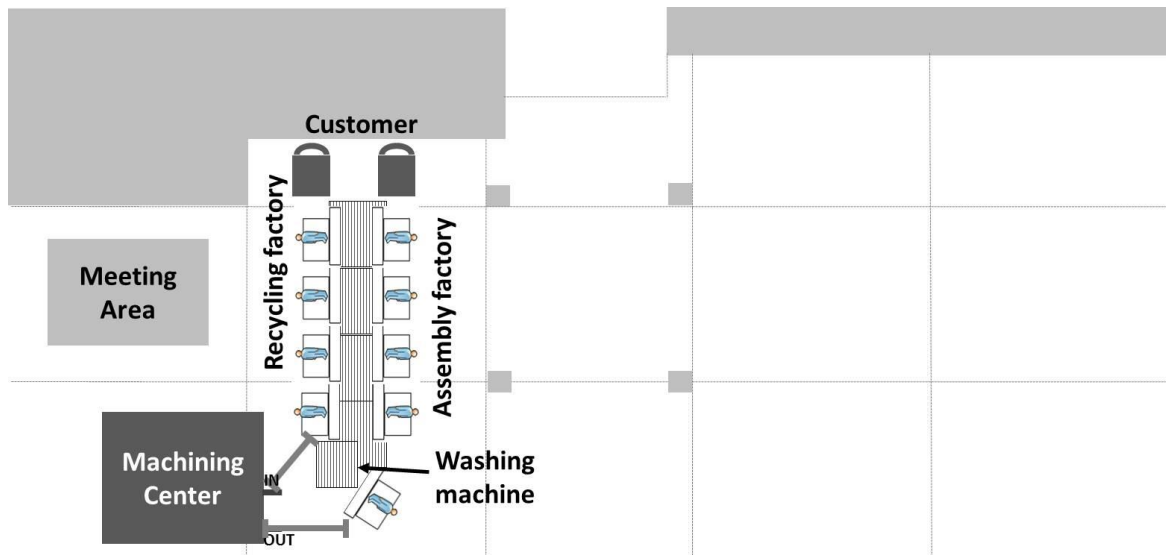 Customer
Recycling factory
Assembly factory
Meeting
Area
Machining
Center
IN
OUT
Washing
machine